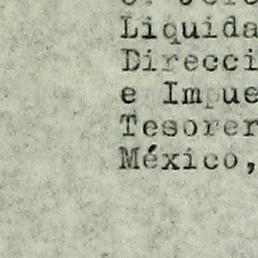 Liquida
Direcci
e Impue
Tesorer
México,